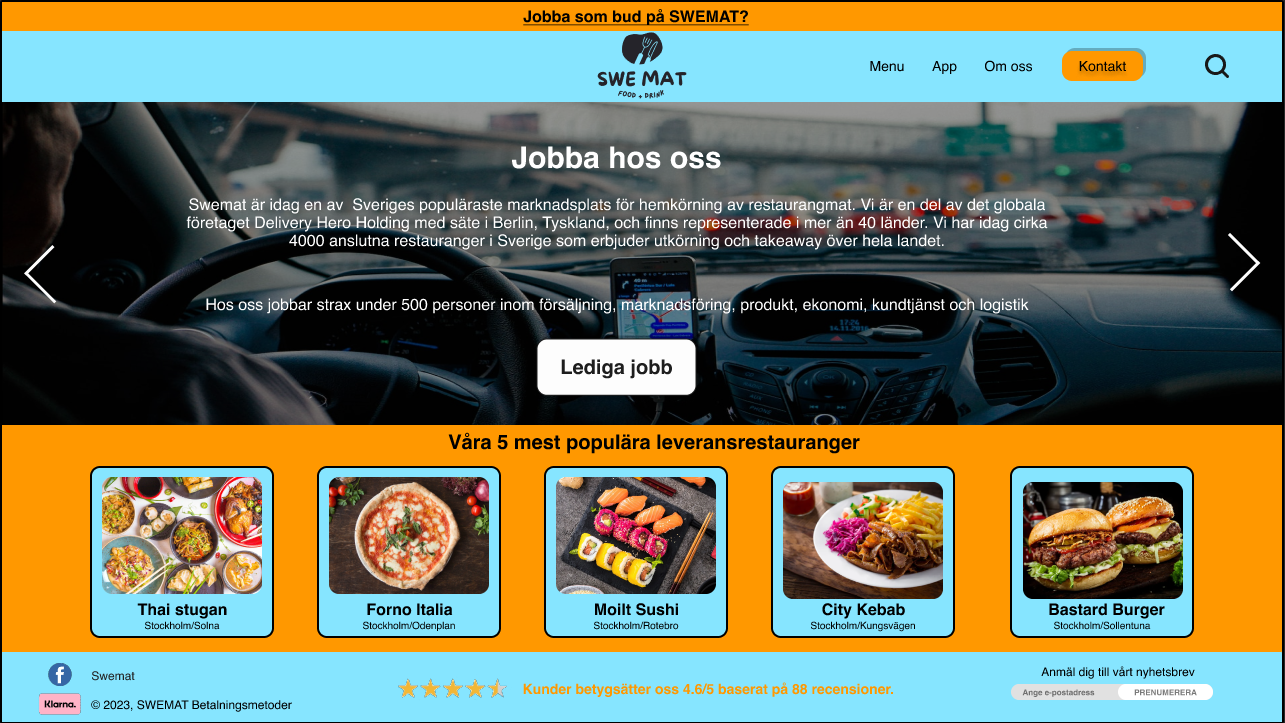 Jobba som bud på SWEMAT?
SWE MAT
FOOD + DRINK
Menu
App
Om oss
Kontakt
Jobba hos oss
Swemat är idag en av  Sveriges populäraste marknadsplats för hemkörning av restaurangmat. Vi är en del av det globala
företaget Delivery Hero Holding med säte i Berlin, Tyskland, och finns representerade i mer än 40 länder. Vi har idag cirka
4000 anslutna restauranger i Sverige som erbjuder utkörning och takeaway över hela landet.
Hos oss jobbar strax under 500 personer inom försäljning, marknadsföring, produkt, ekonomi, kundtjänst och logistik
Lediga jobb
Våra 5 mest populära leveransrestauranger
Thai stugan
Stockholm/Solna
Forno Italia
Stockholm/Odenplan
Moilt Sushi
Stockholm/Rotebro
City Kebab
Stockholm/Kungsvägen
Bastard Burger
Stockholm/Sollentuna
Swemat
Klarna.
© 2023, SWEMAT Betalningsmetoder
Kunder betygsätter oss 4.6/5 baserat på 88 recensioner.
Anmäl dig till vårt nyhetsbrev
Ange e-postadress
PRENUMERERA